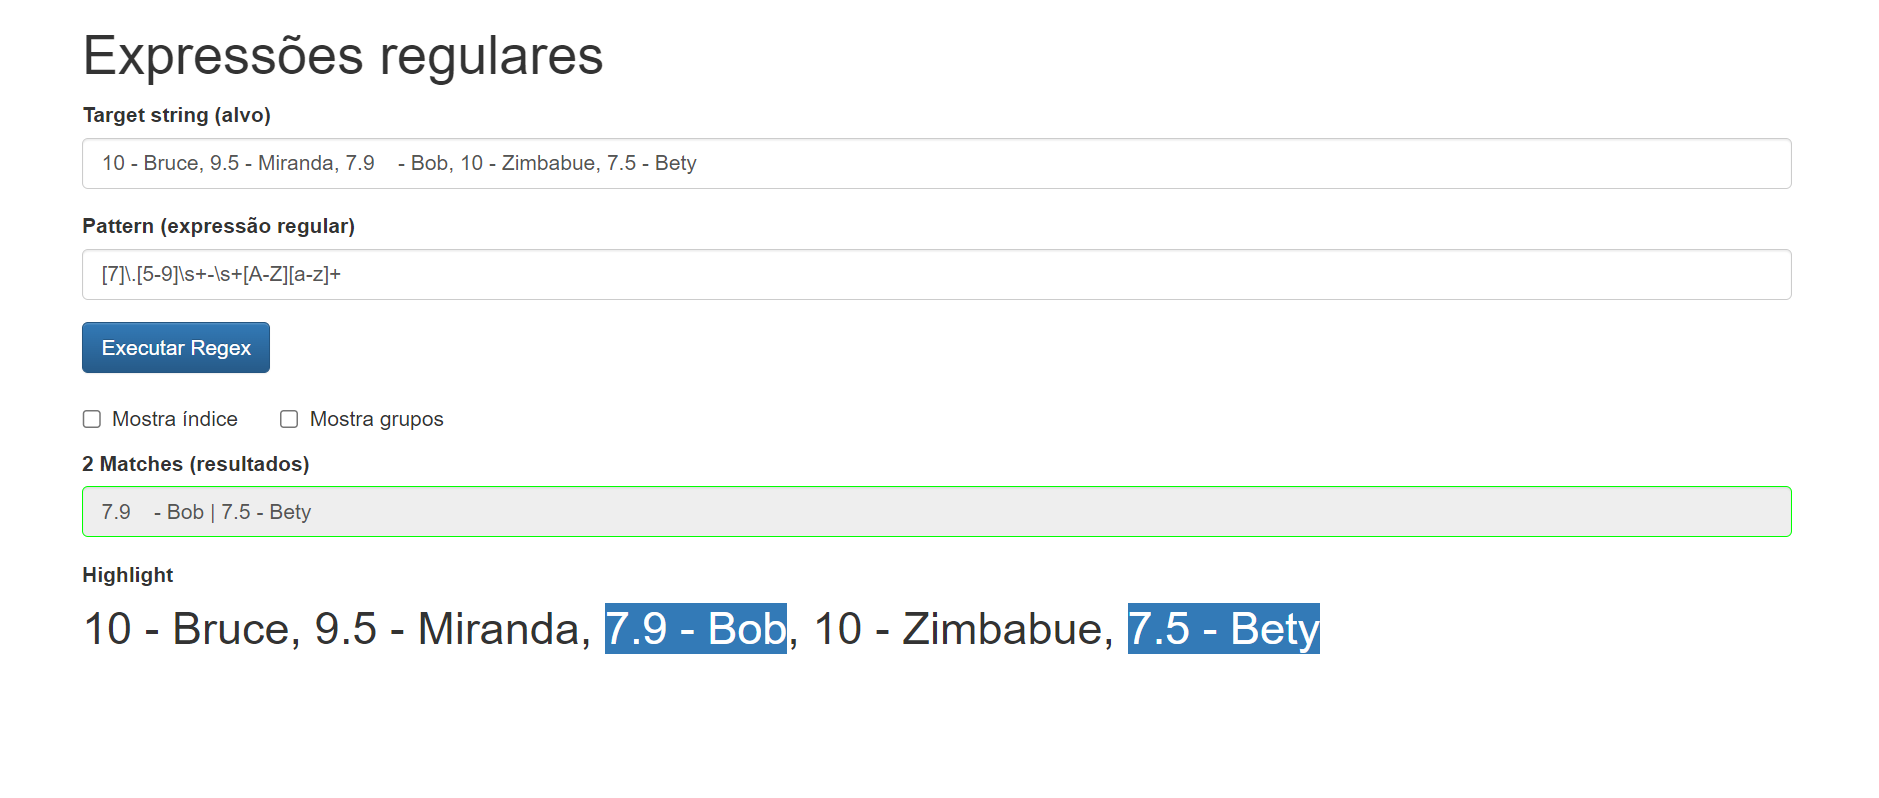 Expressões regulares
Target string (alvo)
10 - Bruce, 9.5 - Miranda, 7.9    - Bob, 10 - Zimbabue, 7.5 - Bety
Pattern (expressão regular)
[7]\.[5-9]\s+-\s+[A-Z][a-z]+
Executar Regex
Mostra índice Mostra grupos
2 Matches (resultados)
7.9    - Bob | 7.5 - Bety
Highlight
10 - Bruce, 9.5 - Miranda, 7.9 - Bob, 10 - Zimbabue, 7.5 - Bety